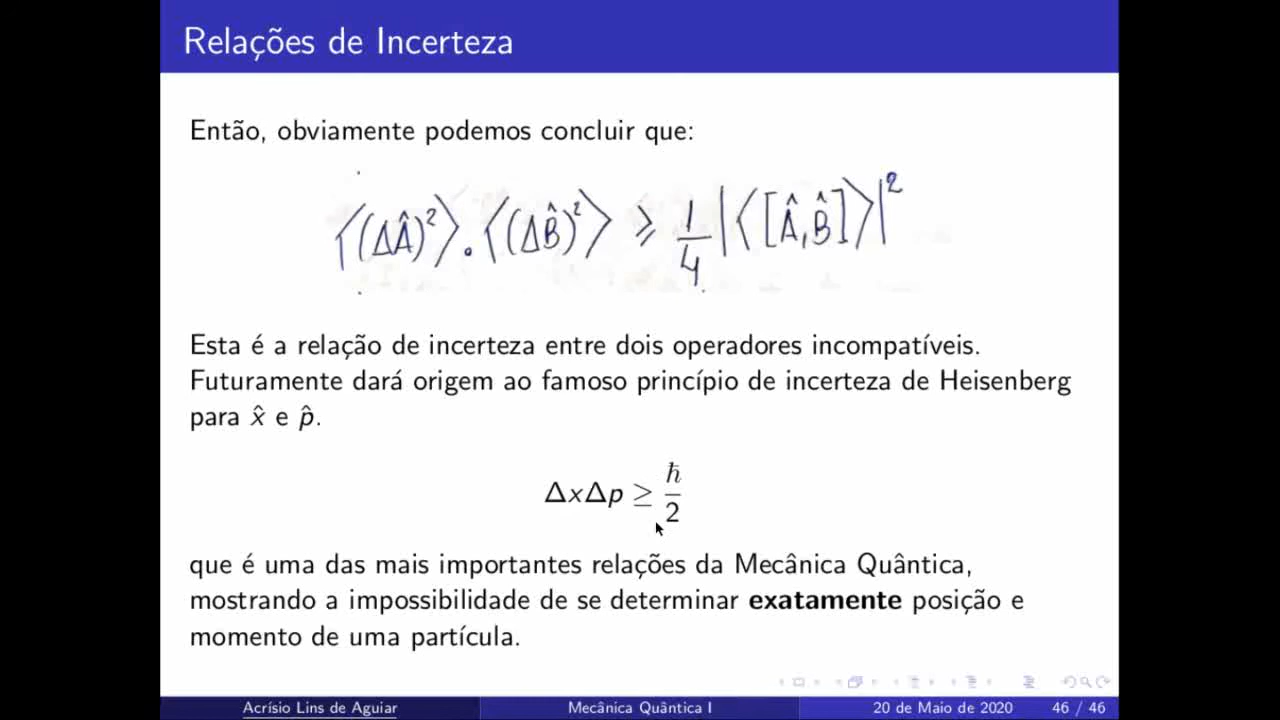 Relações de Incerteza
Então, obviamente podemos concluir que:
⟨(ΔÂ)²⟩.⟨(ΔB̂)²⟩ ⩾ 1/4 |⟨[Â,B̂]⟩|²
Esta é a relação de incerteza entre dois operadores incompatíveis.
Futuramente dará origem ao famoso princípio de incerteza de Heisenberg
para x̂ e p̂.
ΔxΔp ≥ ℏ/2
que é uma das mais importantes relações da Mecânica Quântica,
mostrando a impossibilidade de se determinar exatamente posição e
momento de uma partícula.
Acrísio Lins de Aguiar Mecânica Quântica I 20 de Maio de 2020 46 / 46